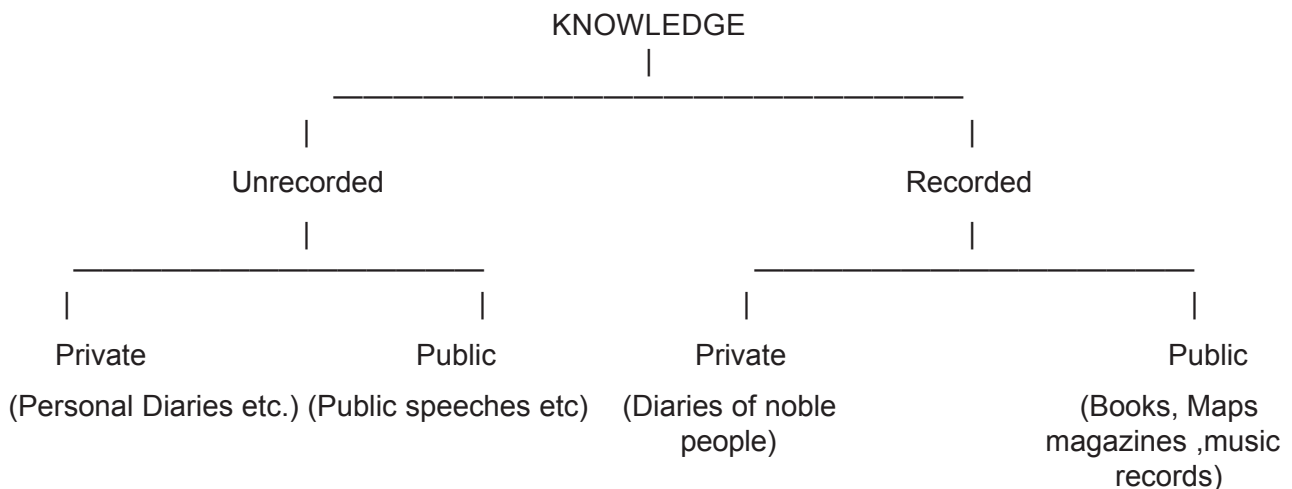 KNOWLEDGE
Unrecorded Recorded
Private Public Private Public
(Personal Diaries etc.) (Public speeches etc) (Diaries of noble people) (Books, Maps magazines ,music records)